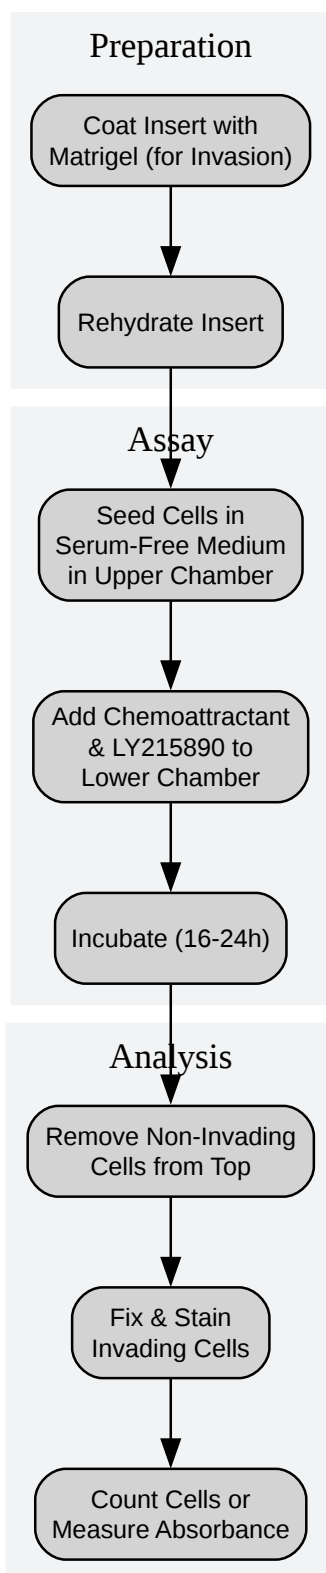 Preparation
Coat Insert with
Matrigel (for Invasion)
Rehydrate Insert
Assay
Seed Cells in
Serum-Free Medium
in Upper Chamber
Add Chemoattractant
& LY215890 to
Lower Chamber
Incubate (16-24h)
Analysis
Remove Non-Invading
Cells from Top
Fix & Stain
Invading Cells
Count Cells or
Measure Absorbance